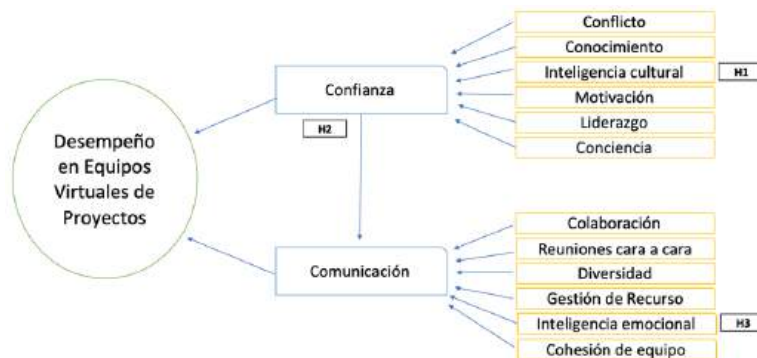 Conflicto
Conocimiento
Inteligencia cultural
H1
Motivación
Liderazgo
Conciencia
Confianza
H2
Desempeño
en Equipos
Virtuales de
Proyectos
Comunicación
Colaboración
Reuniones cara a cara
Diversidad
Gestión de Recurso
Inteligencia emocional
H3
Cohesión de equipo